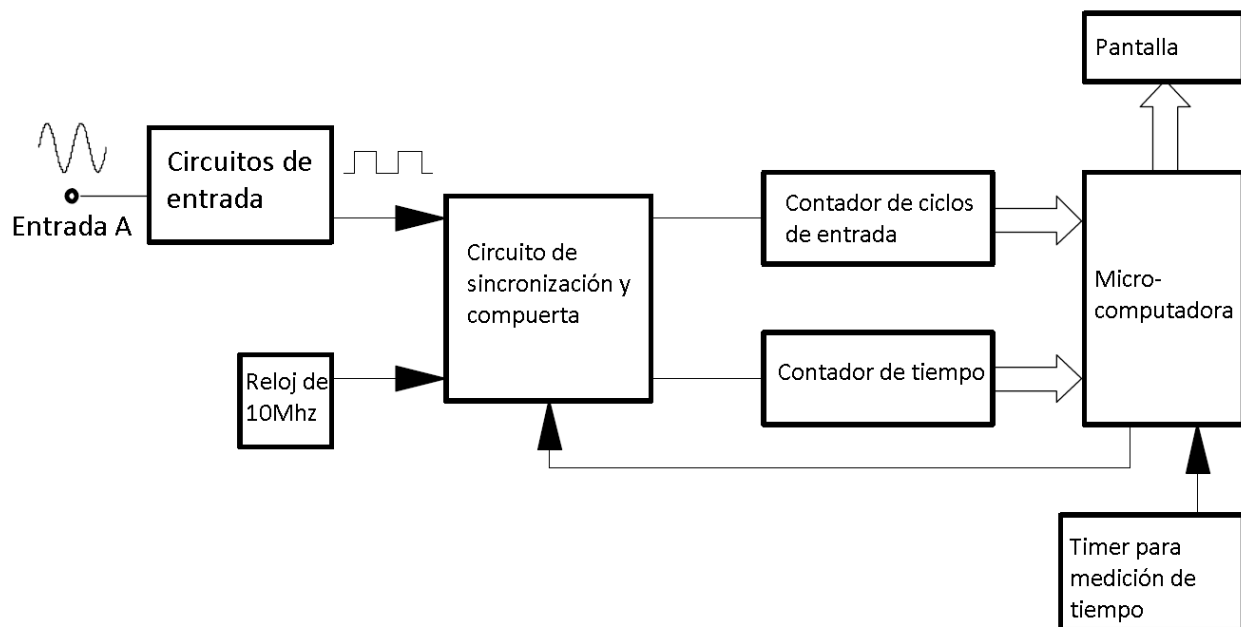 Pantalla
Circuitos de
entrada
Entrada A
Contador de ciclos
de entrada
Circuito de
sincronización y
compuerta
Micro-
computadora
Reloj de
10Mhz
Contador de tiempo
Timer para
medición de
tiempo